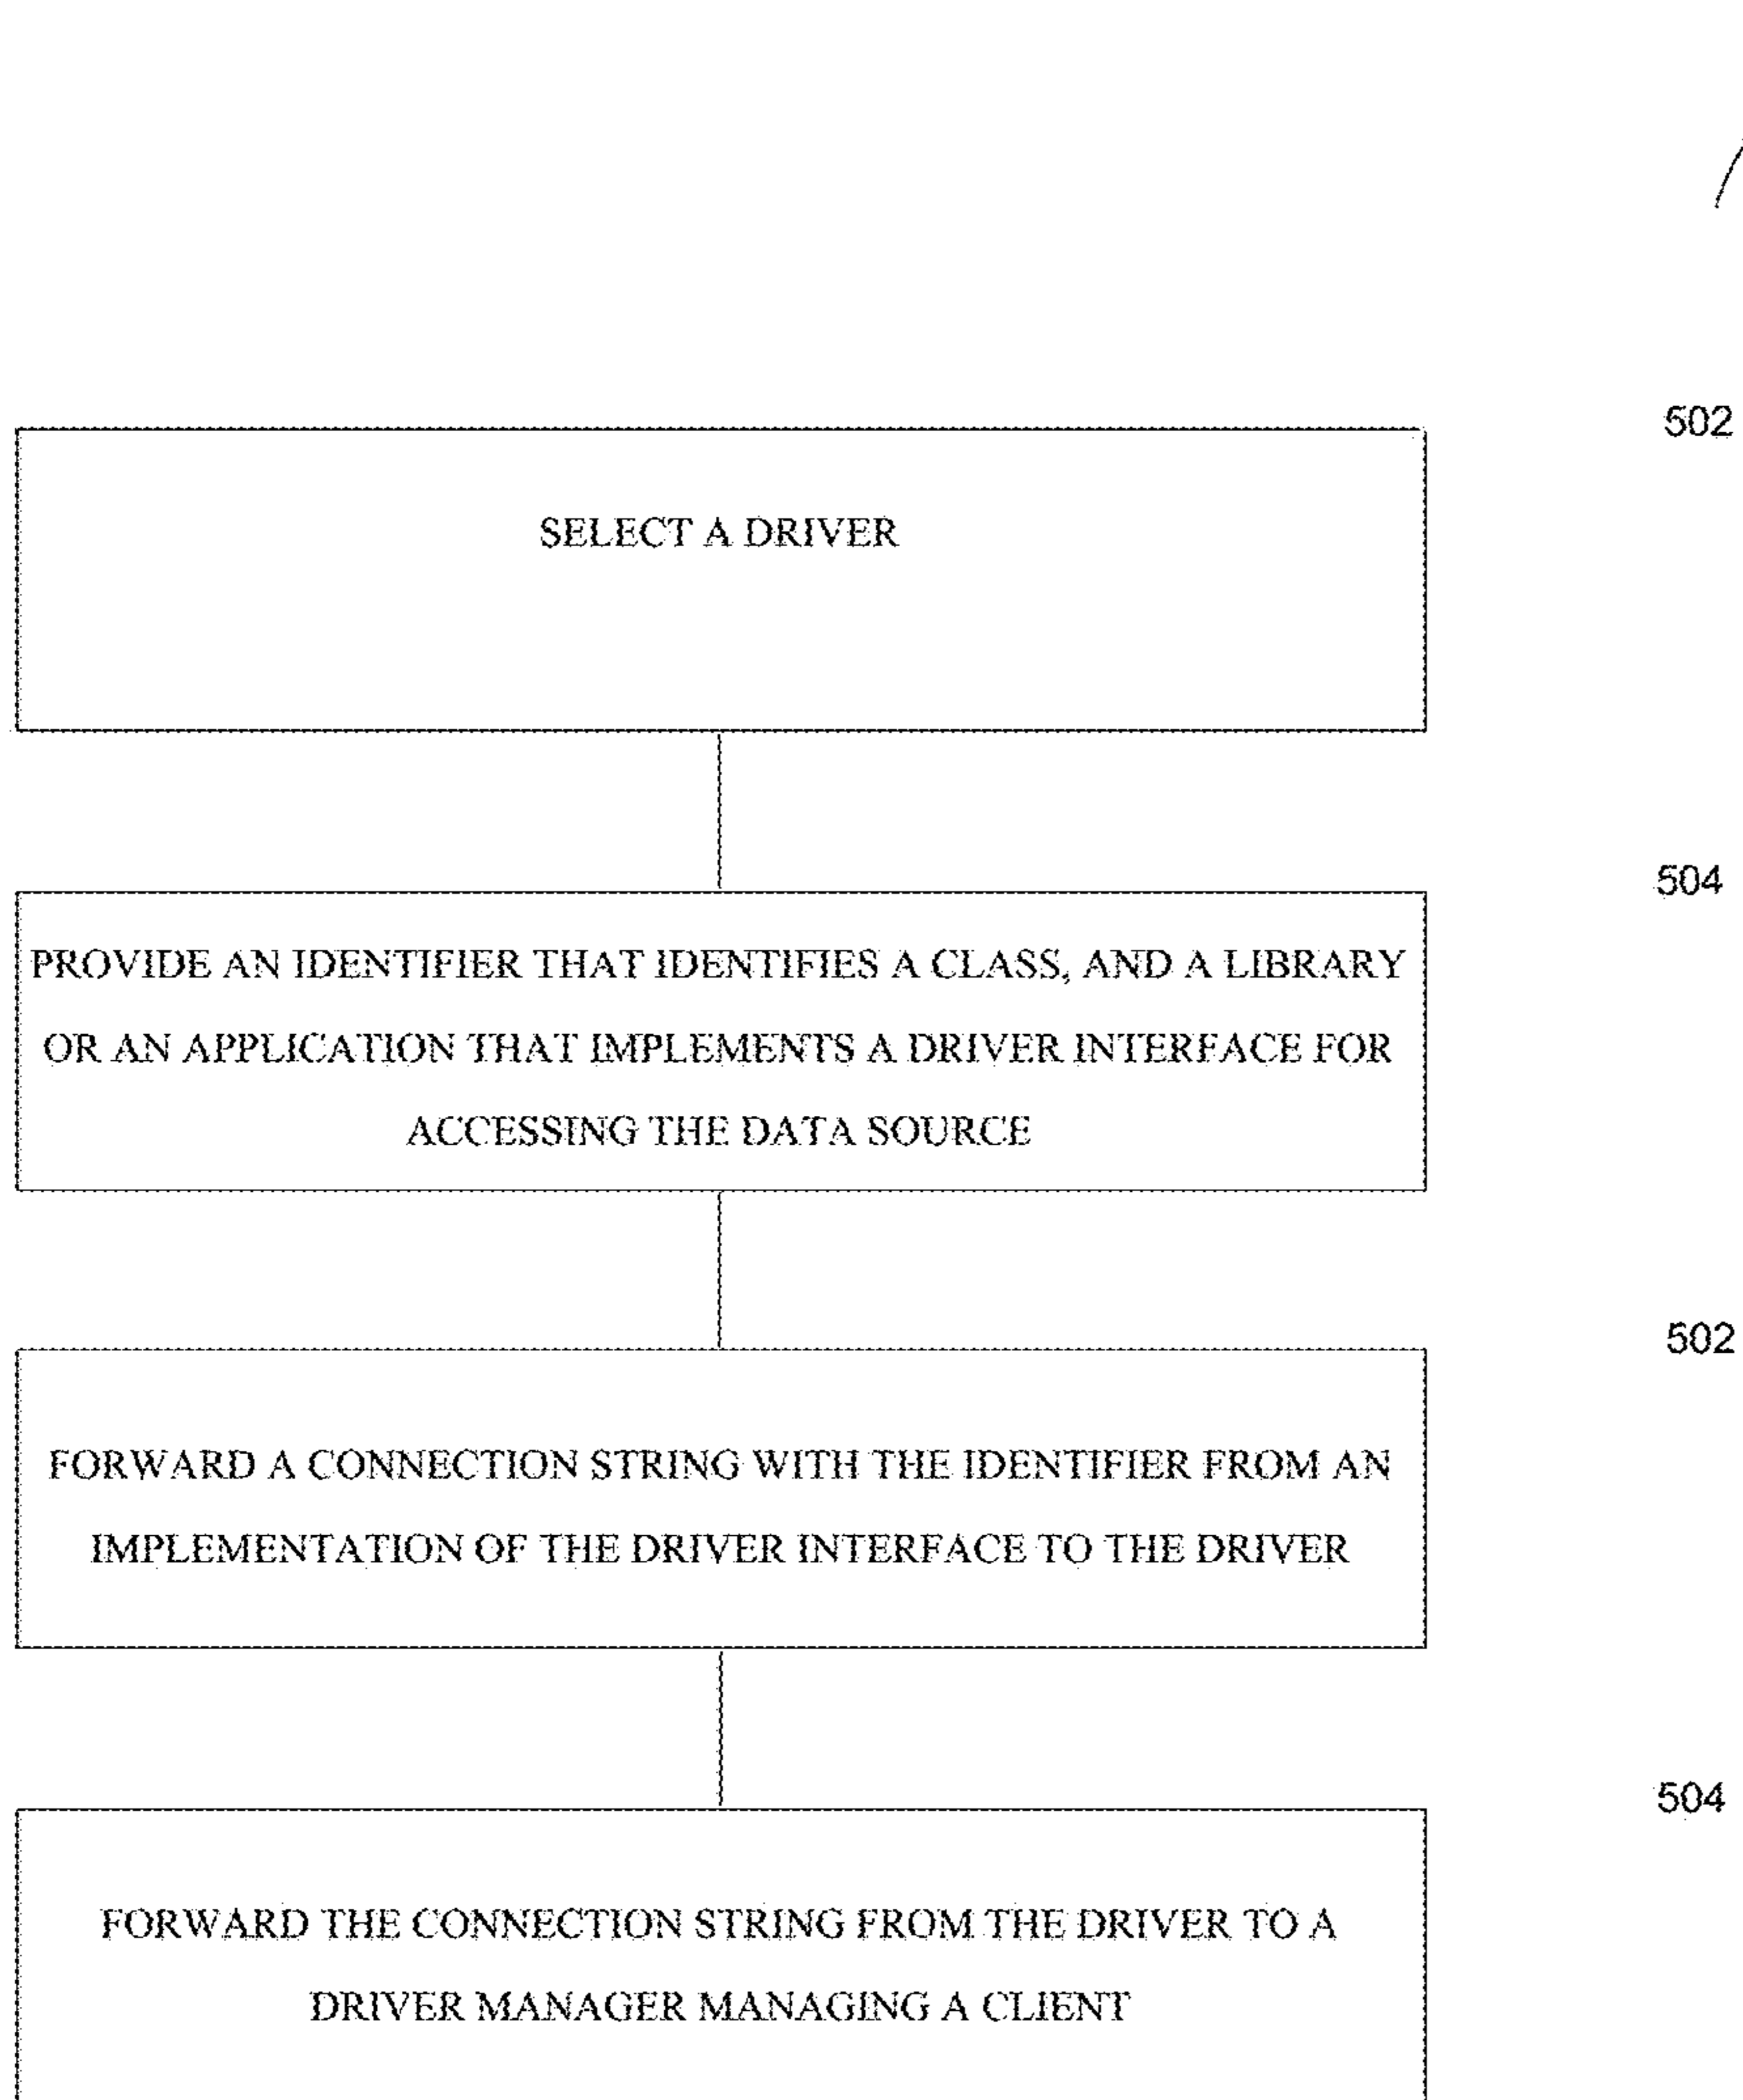 502
SELECT A DRIVER
504
PROVIDE AN IDENTIFIER THAT IDENTIFIES A CLASS, AND A LIBRARY
OR AN APPLICATION THAT IMPLEMENTS A DRIVER INTERFACE FOR
ACCESSING THE DATA SOURCE
502
FORWARD A CONNECTION STRING WITH THE IDENTIFIER FROM AN
IMPLEMENTATION OF THE DRIVER INTERFACE TO THE DRIVER
504
FORWARD THE CONNECTION STRING FROM THE DRIVER TO A
DRIVER MANAGER MANAGING A CLIENT